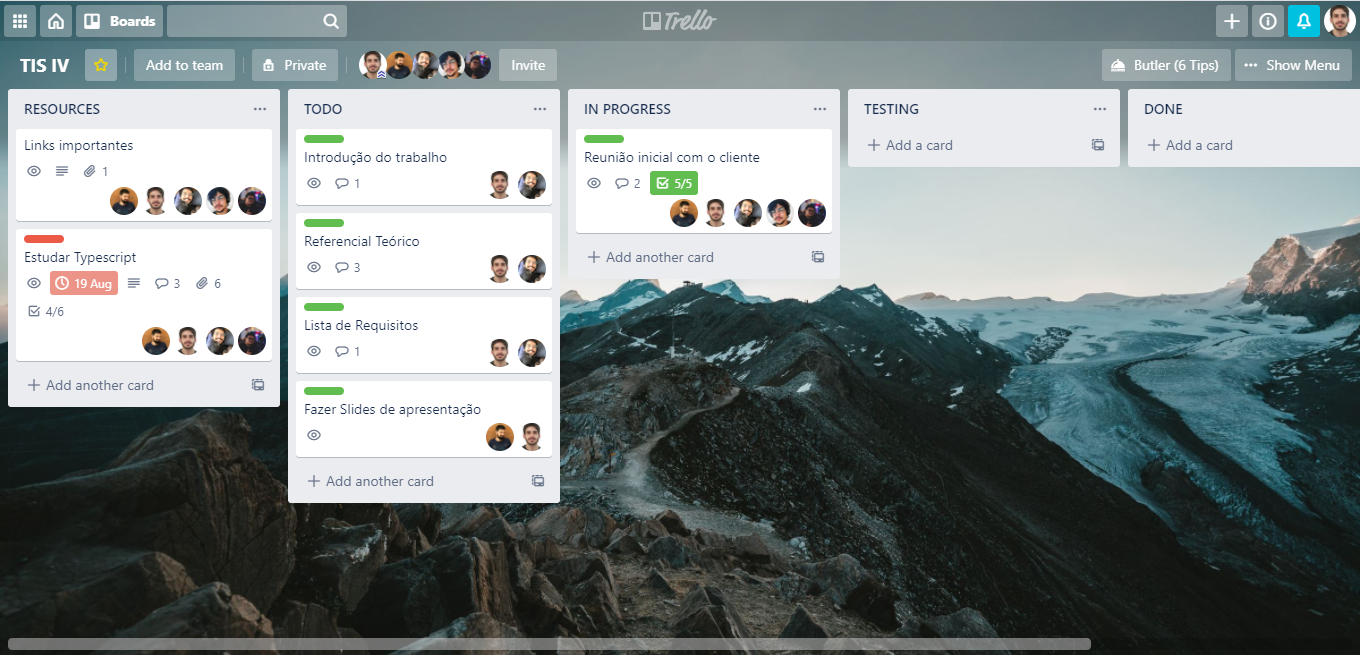 Boards
Trello
TIS IV
Add to team
Private
Invite
Butler (6 Tips)
Show Menu
RESOURCES
Links importantes
1
Estudar Typescript
19 Aug
3
6
4/6
Add another card
TODO
Introdução do trabalho
1
Referencial Teórico
3
Lista de Requisitos
1
Fazer Slides de apresentação
Add another card
IN PROGRESS
Reunião inicial com o cliente
2
5/5
Add another card
TESTING
Add a card
DONE
Add a card